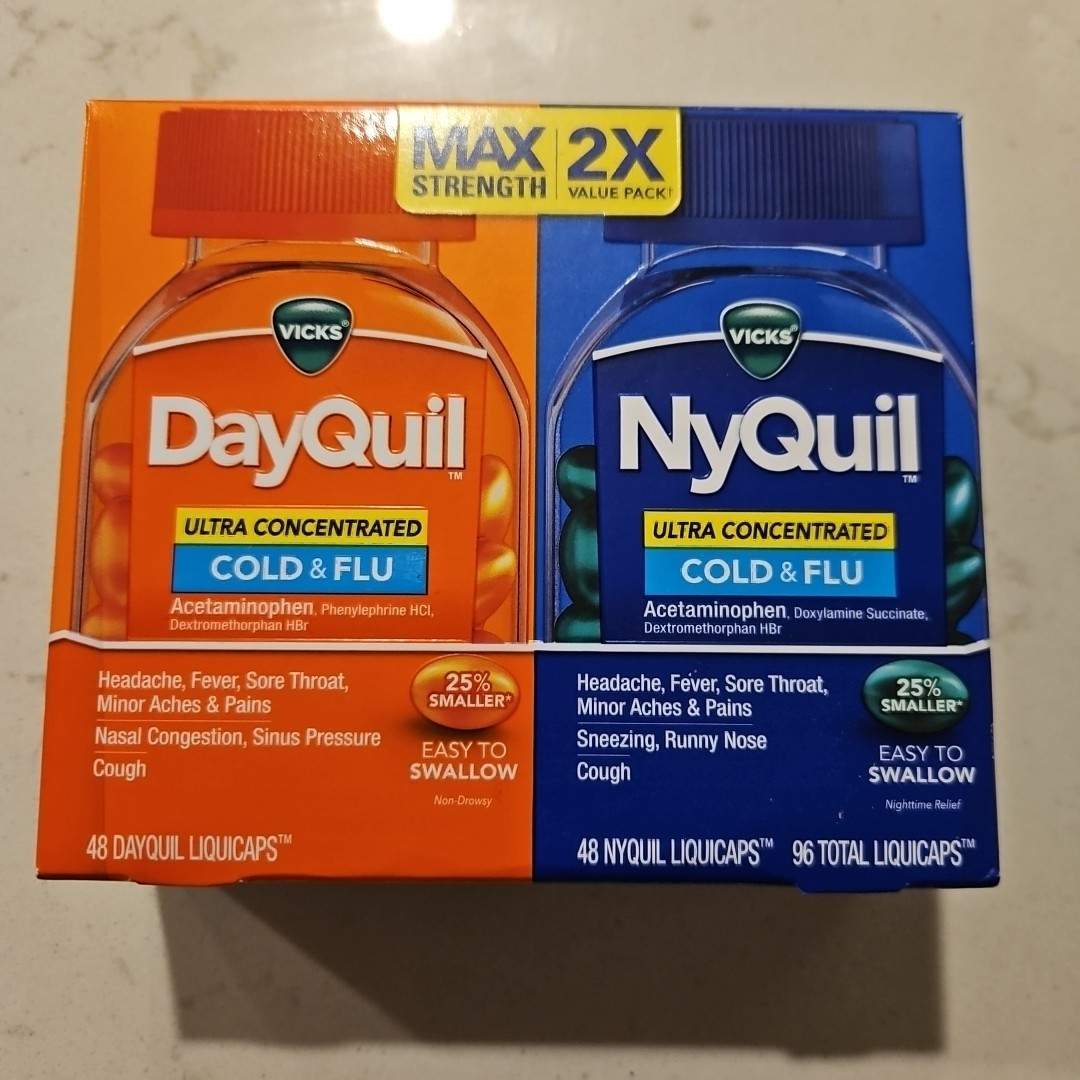 MAX STRENGTH
2X VALUE PACK†
VICKS®
DayQuil™
ULTRA CONCENTRATED
COLD & FLU
Acetaminophen, Phenylephrine HCl,
Dextromethorphan HBr
Headache, Fever, Sore Throat,
Minor Aches & Pains
Nasal Congestion, Sinus Pressure
Cough
25%
SMALLER*
EASY TO
SWALLOW
Non-Drowsy
48 DAYQUIL LIQUICAPS™
VICKS®
NyQuil™
ULTRA CONCENTRATED
COLD & FLU
Acetaminophen, Doxylamine Succinate,
Dextromethorphan HBr
Headache, Fever, Sore Throat,
Minor Aches & Pains
Sneezing, Runny Nose
Cough
25%
SMALLER*
EASY TO
SWALLOW
Nighttime Relief
48 NYQUIL LIQUICAPS™ 96 TOTAL LIQUICAPS™